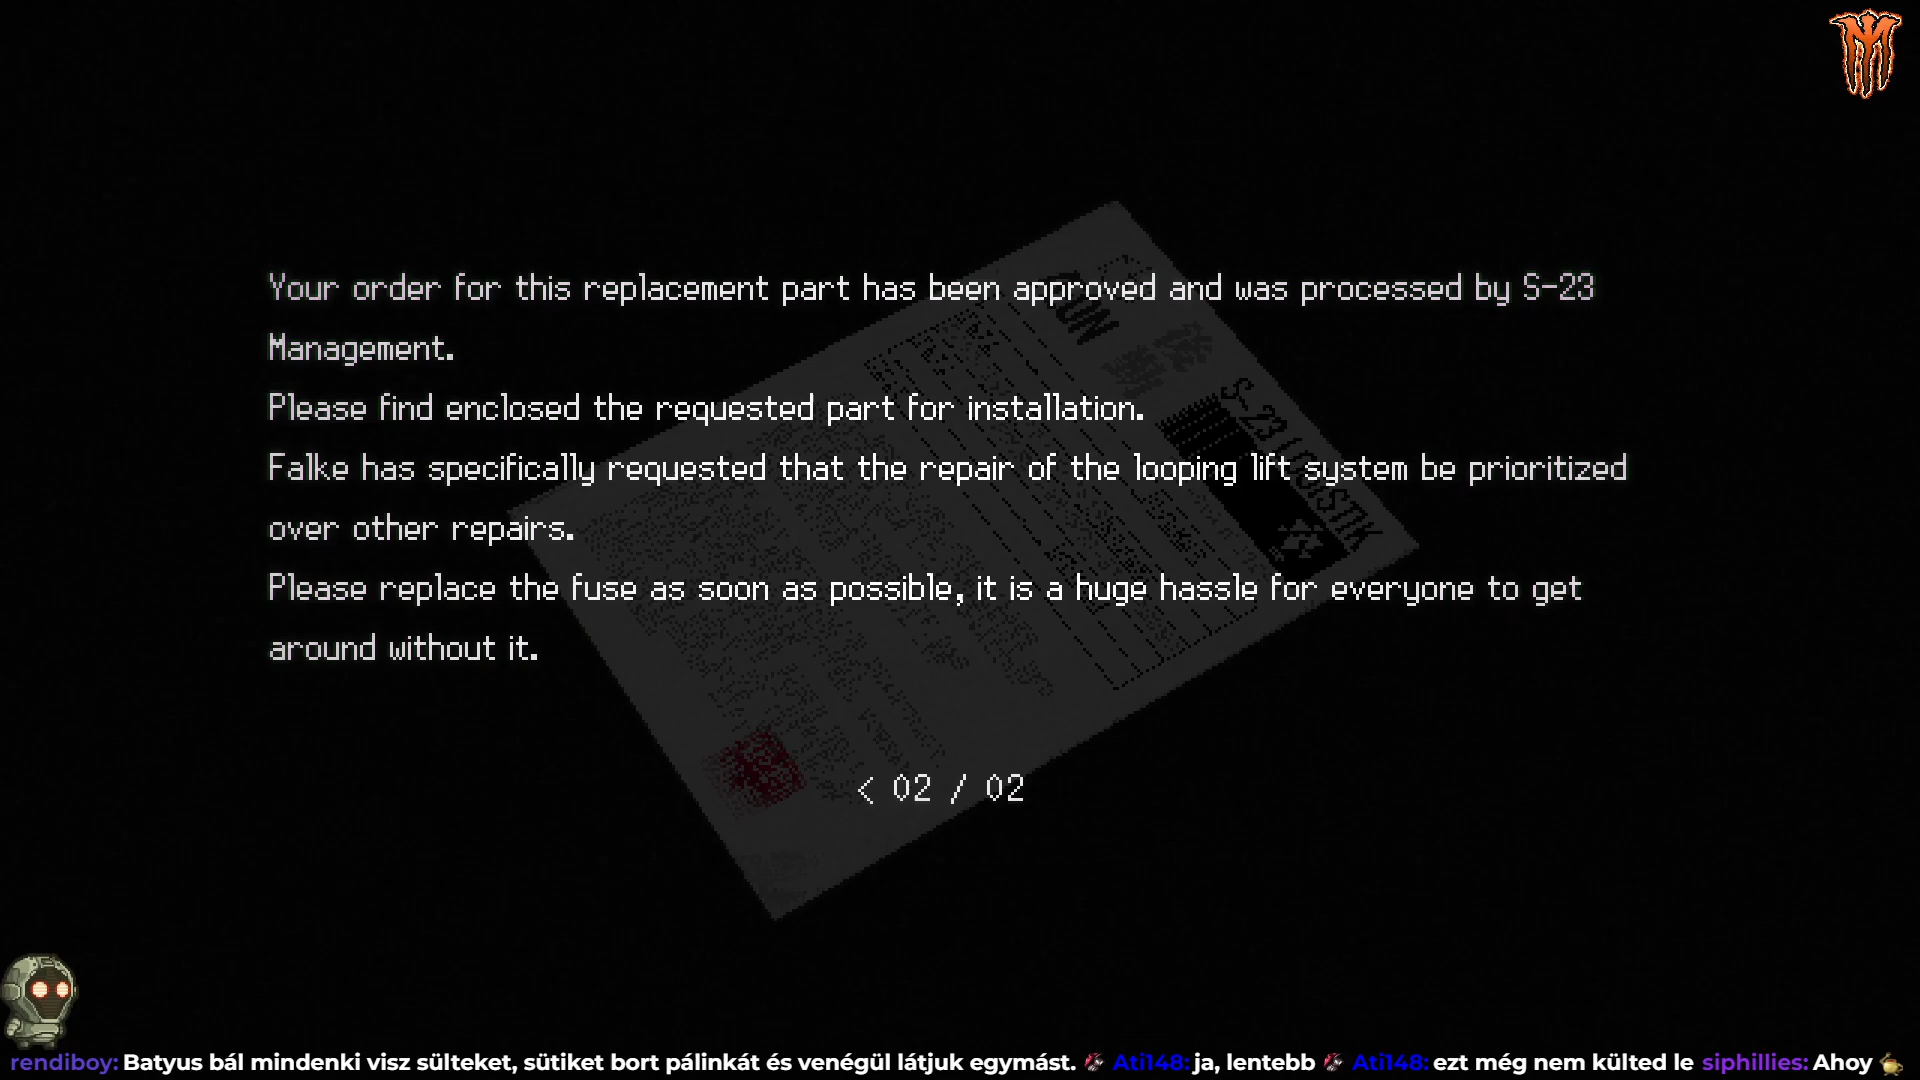 Your order for this replacement part has been approved and was processed by S-23
Management.
Please find enclosed the requested part for installation.
Falke has specifically requested that the repair of the looping lift system be prioritized
over other repairs.
Please replace the fuse as soon as possible, it is a huge hassle for everyone to get
around without it.
< 02 / 02
S-23 LOGISTIK
rendiboy: Batyus bál mindenki visz sülteket, sütiket bort pálinkát és venégül látjuk egymást. Ati148: ja, lentebb Ati148: ezt még nem külted le siphillies: Ahoy